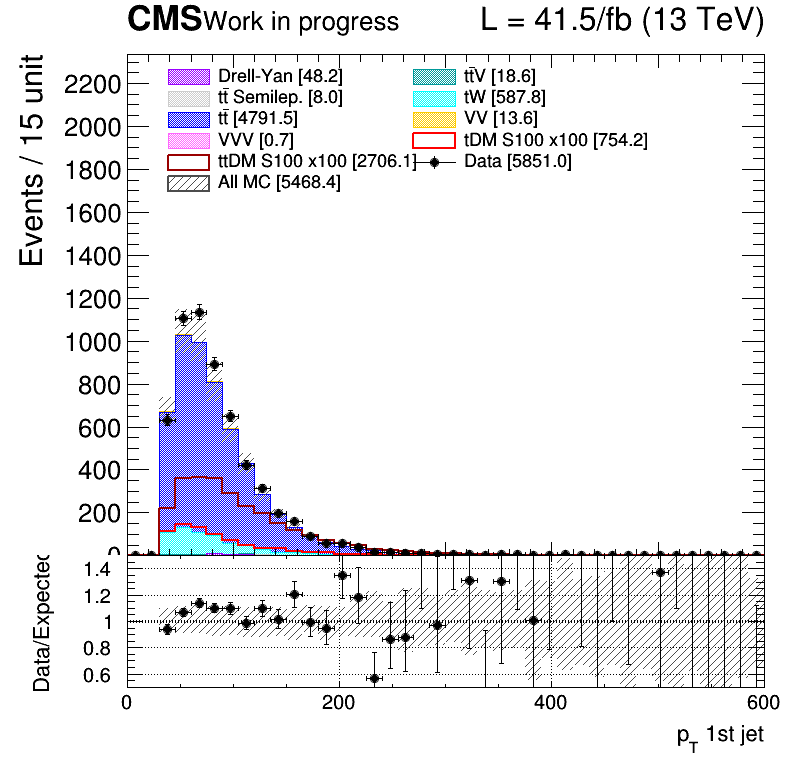 CMS Work in progress L = 41.5/fb (13 TeV)
Events / 15 unit
2200
2000
1800
1600
1400
1200
1000
800
600
400
200
0
Drell-Yan [48.2]
tt̄V [18.6]
tt̄ Semilep. [8.0]
tW [587.8]
tt̄ [4791.5]
VV [13.6]
VVV [0.7]
tDM S100 x100 [754.2]
ttDM S100 x100 [2706.1]
Data [5851.0]
All MC [5468.4]
Data/Expected
1.4
1.2
1
0.8
0.6
0 200 400 600
p_T 1st jet